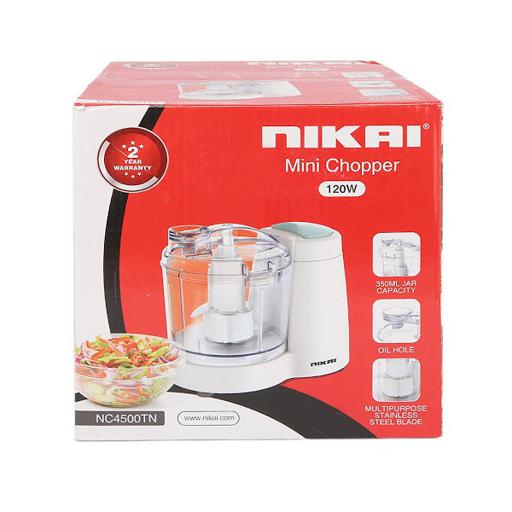 NIKAI®
Mini Chopper
120W
2
YEAR
WARRANTY
350ML JAR
CAPACITY
OIL HOLE
MULTIPURPOSE
STAINLESS
STEEL BLADE
NIKAI
NC4500TN
www.nikai.com